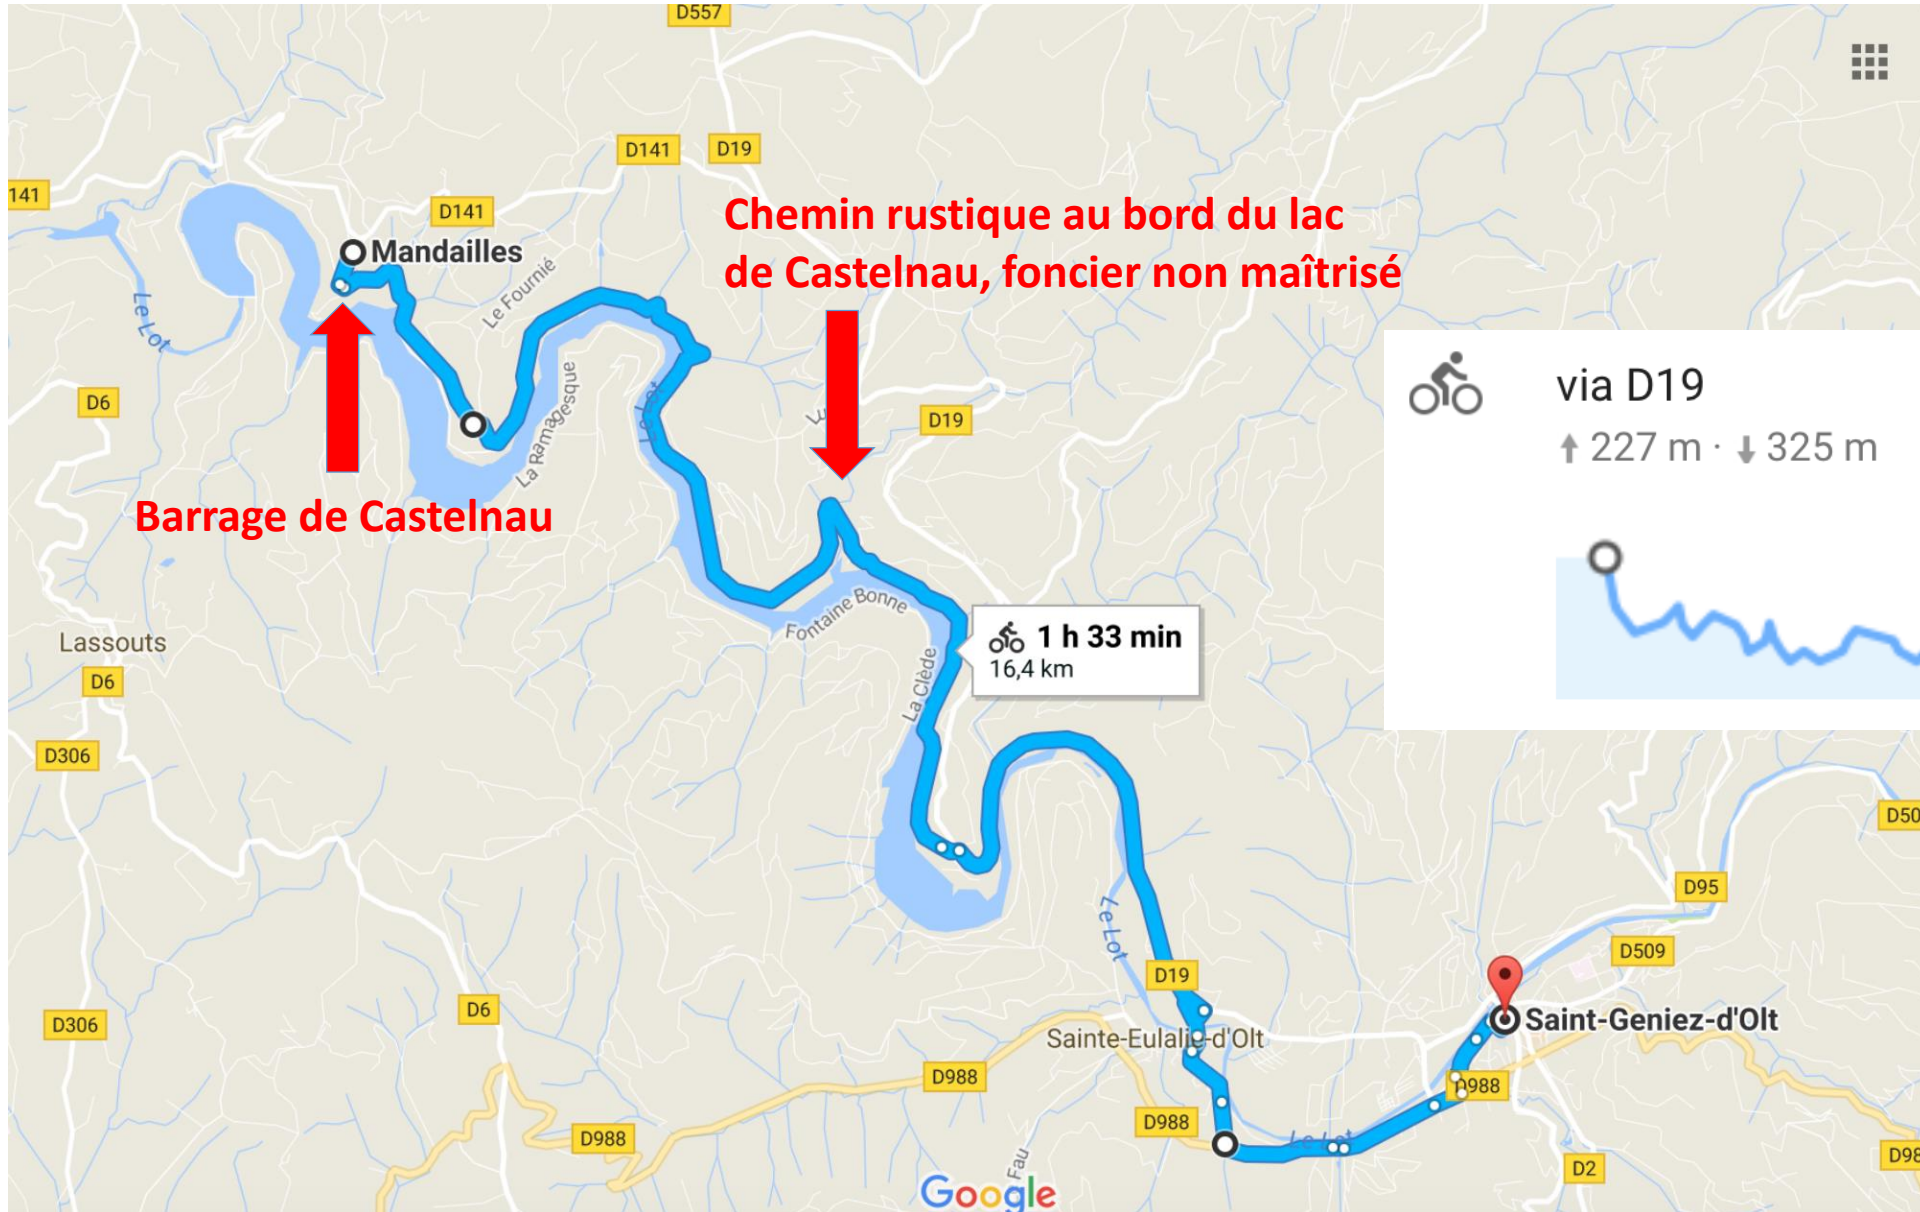 D557
D141
D19
141
D141
Mandailles
Chemin rustique au bord du lac
de Castelnau, foncier non maîtrisé
Le Fournié
Le Lot
via D19
227 m · 325 m
D6
D19
La Ramagesque
Le Lot
Barrage de Castelnau
Fontaine Bonne
1 h 33 min
16,4 km
Lassouts
D6
La Clède
D306
D50
D95
Le Lot
D509
D19
D6
D306
Saint-Geniez-d'Olt
Sainte-Eulalie-d'Olt
D988
D988
D988
D988
Le Lot
D98
D2
Fau
Google